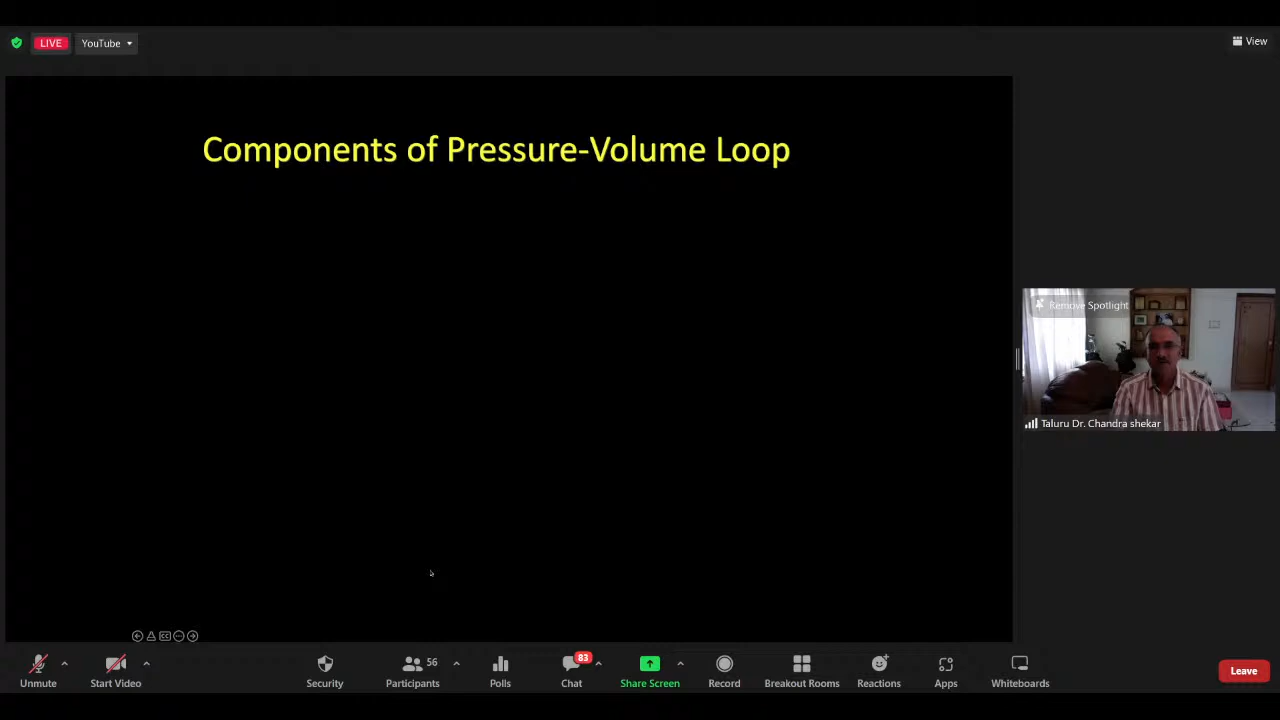 LIVE
YouTube
View
Components of Pressure-Volume Loop
Remove Spotlight
Taluru Dr. Chandra shekar
CC
Unmute
Start Video
Security
56
Participants
Polls
83
Chat
Share Screen
Record
Breakout Rooms
Reactions
Apps
Whiteboards
Leave